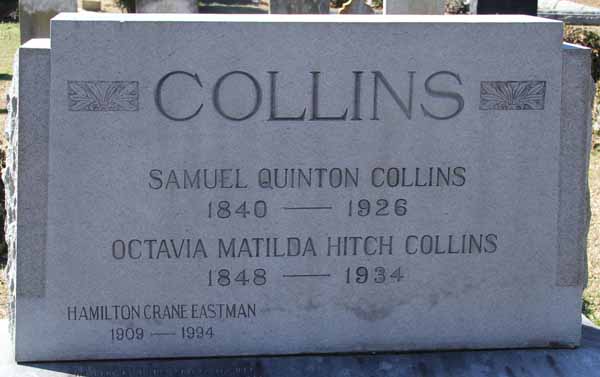 COLLINS
SAMUEL QUINTON COLLINS
1840 — 1926
OCTAVIA MATILDA HITCH COLLINS
1848 — 1934
HAMILTON CRANE EASTMAN
1909 — 1994